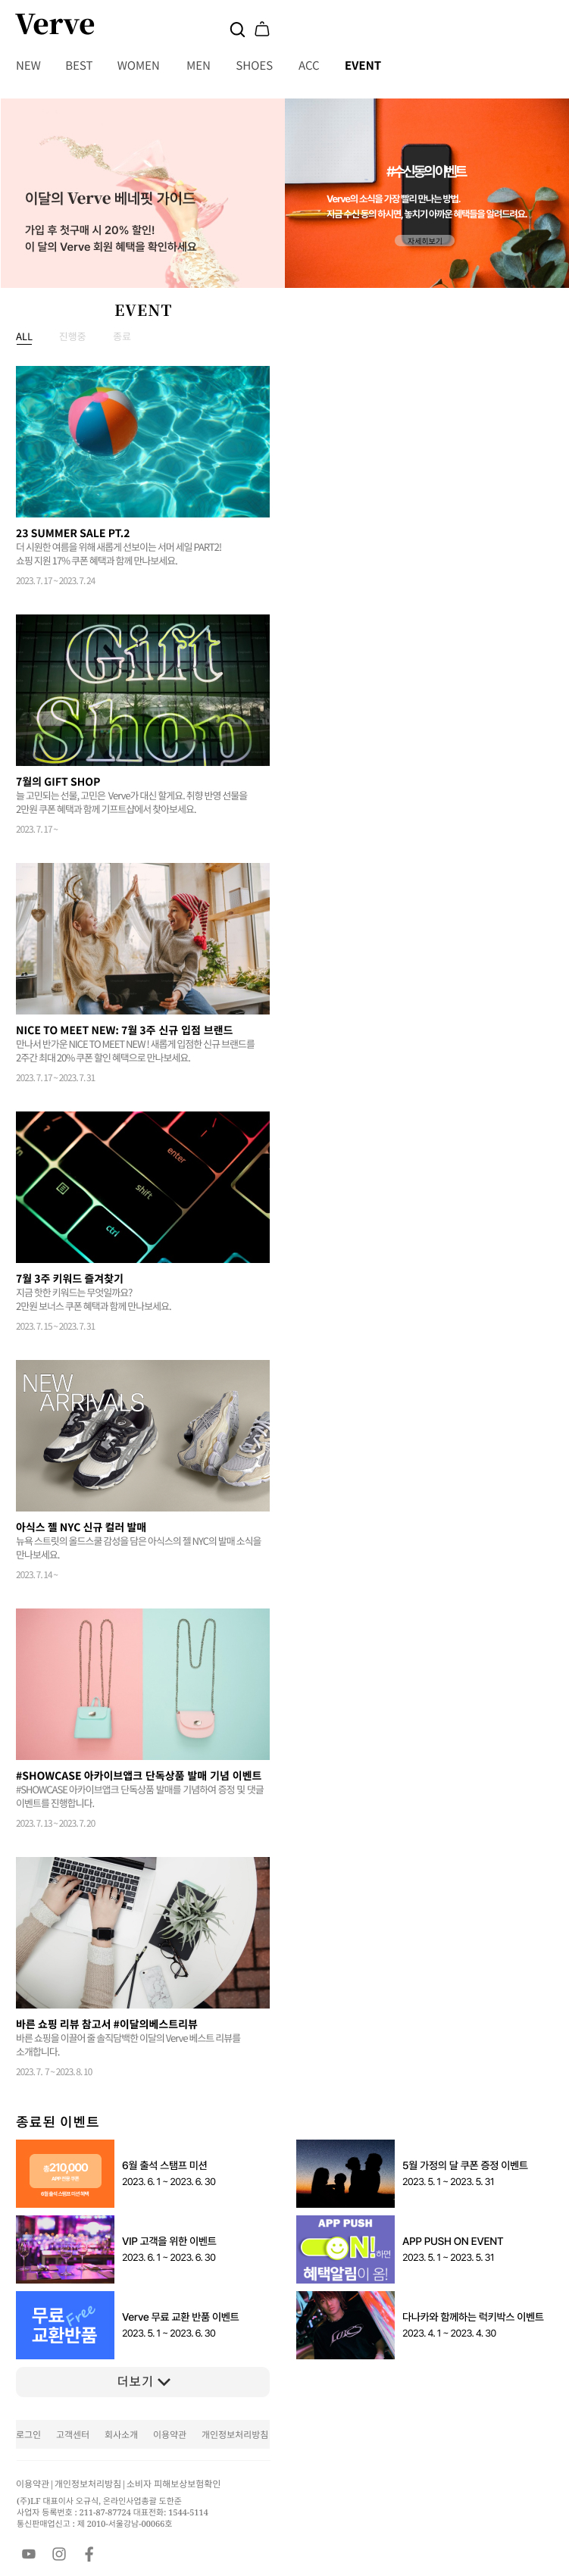 Verve
NEW BEST WOMEN MEN SHOES ACC EVENT
이달의 Verve 베네핏 가이드
가입 후 첫구매 시 20% 할인!
이 달의 Verve 회원 혜택을 확인하세요
#수신동의이벤트
Verve의 소식을 가장 빨리 만나는 방법.
지금 수신 동의 하시면, 놓치기 아까운 혜택들을 알려드려요.
자세히보기
EVENT
ALL 진행중 종료
23 SUMMER SALE PT.2
더 시원한 여름을 위해 새롭게 선보이는 서머 세일 PART2!
쇼핑 지원 17% 쿠폰 혜택과 함께 만나보세요.
2023. 7. 17 ~ 2023. 7. 24
Gift
Shop
7월의 GIFT SHOP
늘 고민되는 선물, 고민은 Verve가 대신 할게요. 취향 반영 선물을
2만원 쿠폰 혜택과 함께 기프트샵에서 찾아보세요.
2023. 7. 17 ~
NICE TO MEET NEW: 7월 3주 신규 입점 브랜드
만나서 반가운 NICE TO MEET NEW ! 새롭게 입점한 신규 브랜드를
2주간 최대 20% 쿠폰 할인 혜택으로 만나보세요.
2023. 7. 17 ~ 2023. 7. 31
enter
shift
ctrl
fn
7월 3주 키워드 즐겨찾기
지금 핫한 키워드는 무엇일까요?
2만원 보너스 쿠폰 혜택과 함께 만나보세요.
2023. 7. 15 ~ 2023. 7. 31
NEW
ARRIVALS
아식스 젤 NYC 신규 컬러 발매
뉴욕 스트릿의 올드스쿨 감성을 담은 아식스의 젤 NYC의 발매 소식을
만나보세요.
2023. 7. 14 ~
#SHOWCASE 아카이브앱크 단독상품 발매 기념 이벤트
#SHOWCASE 아카이브앱크 단독상품 발매를 기념하여 증정 및 댓글
이벤트를 진행합니다.
2023. 7. 13 ~ 2023. 7. 20
바른 쇼핑 리뷰 참고서 #이달의베스트리뷰
바른 쇼핑을 이끌어 줄 솔직담백한 이달의 Verve 베스트 리뷰를
소개합니다.
2023. 7. 7 ~ 2023. 8. 10
종료된 이벤트
총210,000
APP 전용 쿠폰
6월 출석 스탬프 미션 혜택
6월 출석 스탬프 미션
2023. 6. 1 ~ 2023. 6. 30
5월 가정의 달 쿠폰 증정 이벤트
2023. 5. 1 ~ 2023. 5. 31
VIP 고객을 위한 이벤트
2023. 6. 1 ~ 2023. 6. 30
APP PUSH
ON!하면
혜택알림이 옴!
APP PUSH ON EVENT
2023. 5. 1 ~ 2023. 5. 31
무료 Free
교환반품
Verve 무료 교환 반품 이벤트
2023. 5. 1 ~ 2023. 6. 30
다나카와 함께하는 럭키박스 이벤트
2023. 4. 1 ~ 2023. 4. 30
더보기
로그인 고객센터 회사소개 이용약관 개인정보처리방침
이용약관 | 개인정보처리방침 | 소비자 피해보상보험확인
(주)LF 대표이사 오규식, 온라인사업총괄 도한준
사업자 등록번호 : 211-87-87724 대표전화: 1544-5114
통신판매업신고 : 제 2010-서울강남-00066호